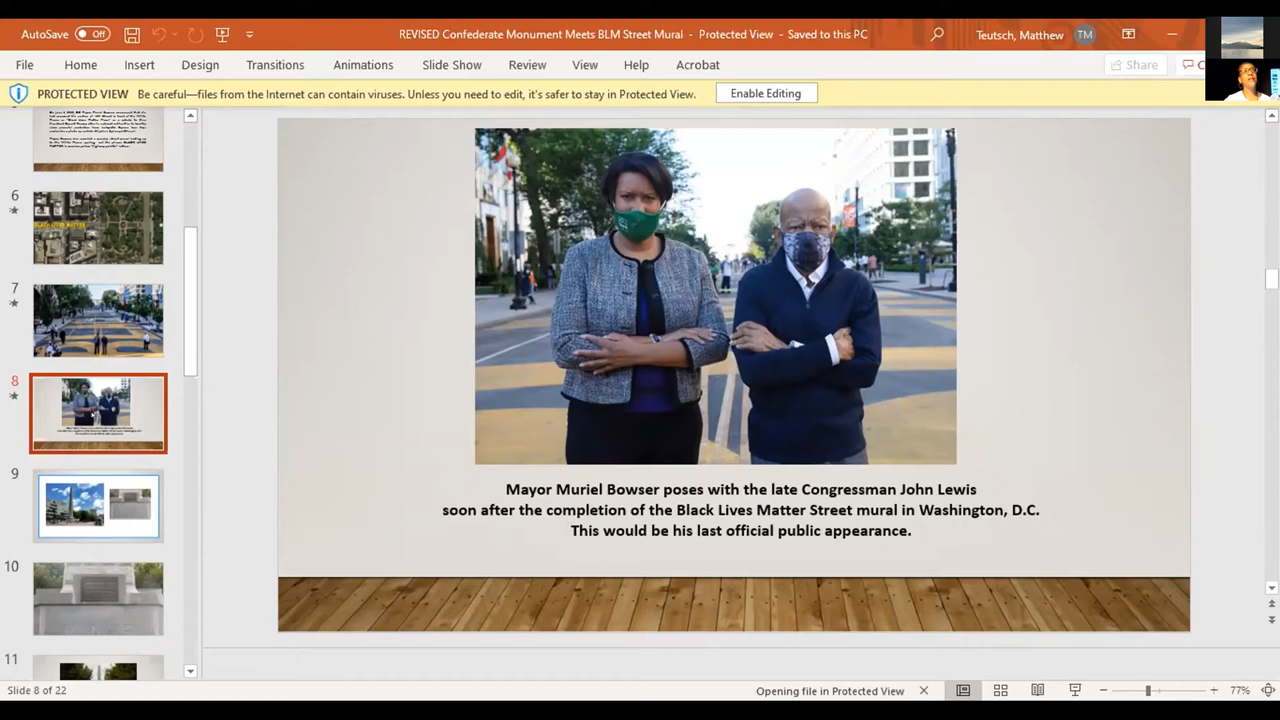 AutoSave Off
REVISED Confederate Monument Meets BLM Street Mural - Protected View - Saved to this PC
Teutsch, Matthew TM
File Home Insert Design Transitions Animations Slide Show Review View Help Acrobat Share
PROTECTED VIEW Be careful—files from the Internet can contain viruses. Unless you need to edit, it's safer to stay in Protected View. Enable Editing
6
BLACK LIVES MATTER
7
8
9
10
11
Mayor Muriel Bowser poses with the late Congressman John Lewis
soon after the completion of the Black Lives Matter Street mural in Washington, D.C.
This would be his last official public appearance.
Slide 8 of 22
Opening file in Protected View
77%